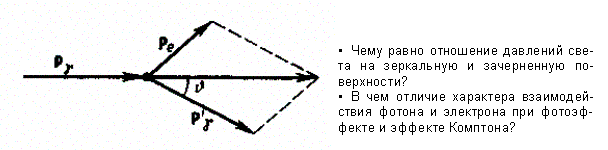 p_γ
p_e
ϑ
p'_γ
• Чему равно отношение давлений све-
та на зеркальную и зачерненную по-
верхности?
• В чем отличие характера взаимодей-
ствия фотона и электрона при фотоэф-
фекте и эффекте Комптона?